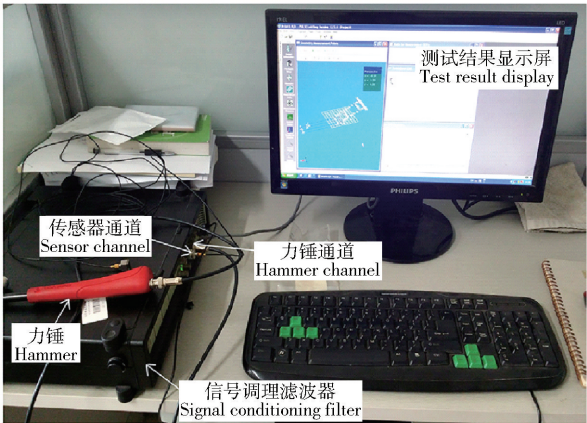 测试结果显示屏
Test result display
PHILIPS
传感器通道
Sensor channel
力锤通道
Hammer channel
力锤
Hammer
信号调理滤波器
Signal conditioning filter